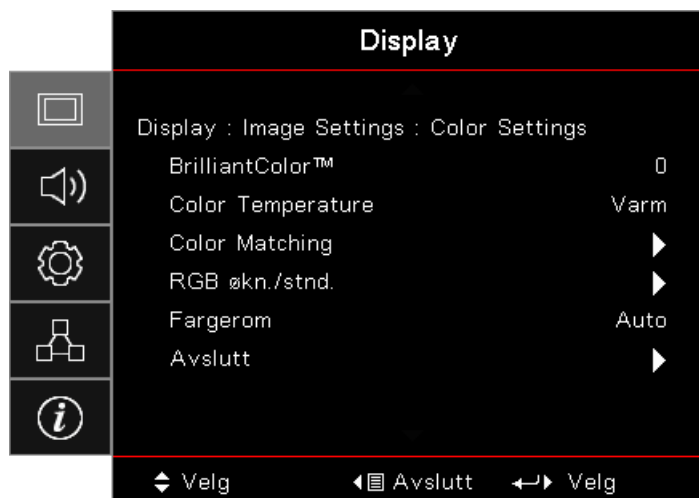 Display
Display : Image Settings : Color Settings
BrilliantColor™ 0
Color Temperature Varm
Color Matching
RGB økn./stnd.
Fargerom Auto
Avslutt
i
Velg Avslutt Velg